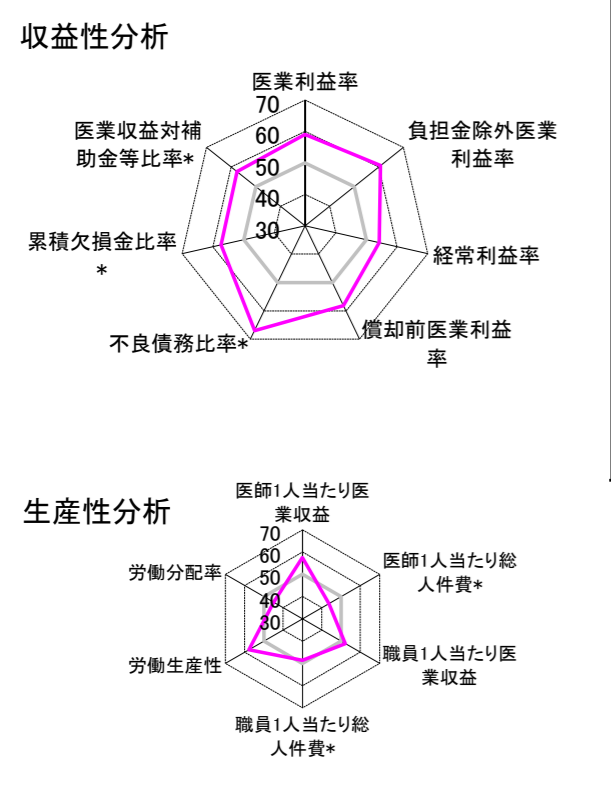 収益性分析
医業利益率
70
60
50
40
30
負担金除外医業
利益率
経常利益率
償却前医業利益
率
不良債務比率*
累積欠損金比率
*
医業収益対補
助金等比率*
生産性分析
医師1人当たり医
業収益
70
60
50
40
30
医師1人当たり総
人件費*
職員1人当たり医
業収益
職員1人当たり総
人件費*
労働生産性
労働分配率